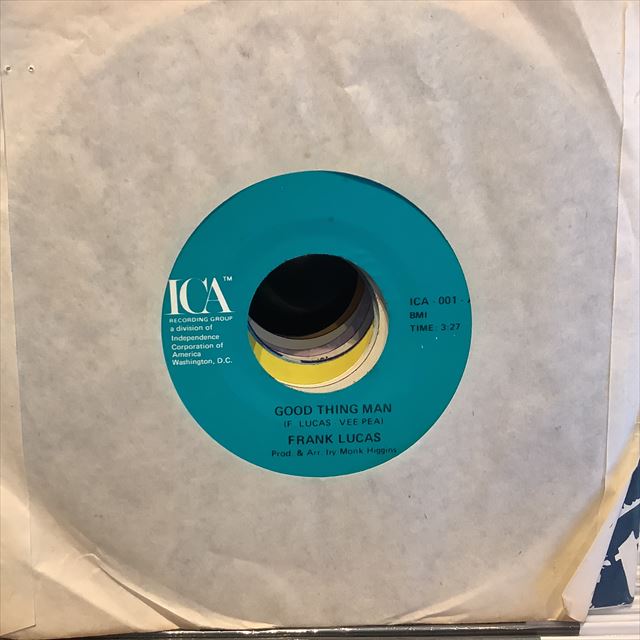 ICA™
RECORDING GROUP
a division of
Independence
Corporation of
America
Washington, D.C.
ICA - 001 -
BMI
TIME: 3:27
GOOD THING MAN
(F. LUCAS VEE PEA)
FRANK LUCAS
Prod. & Arr. by Monk Higgins